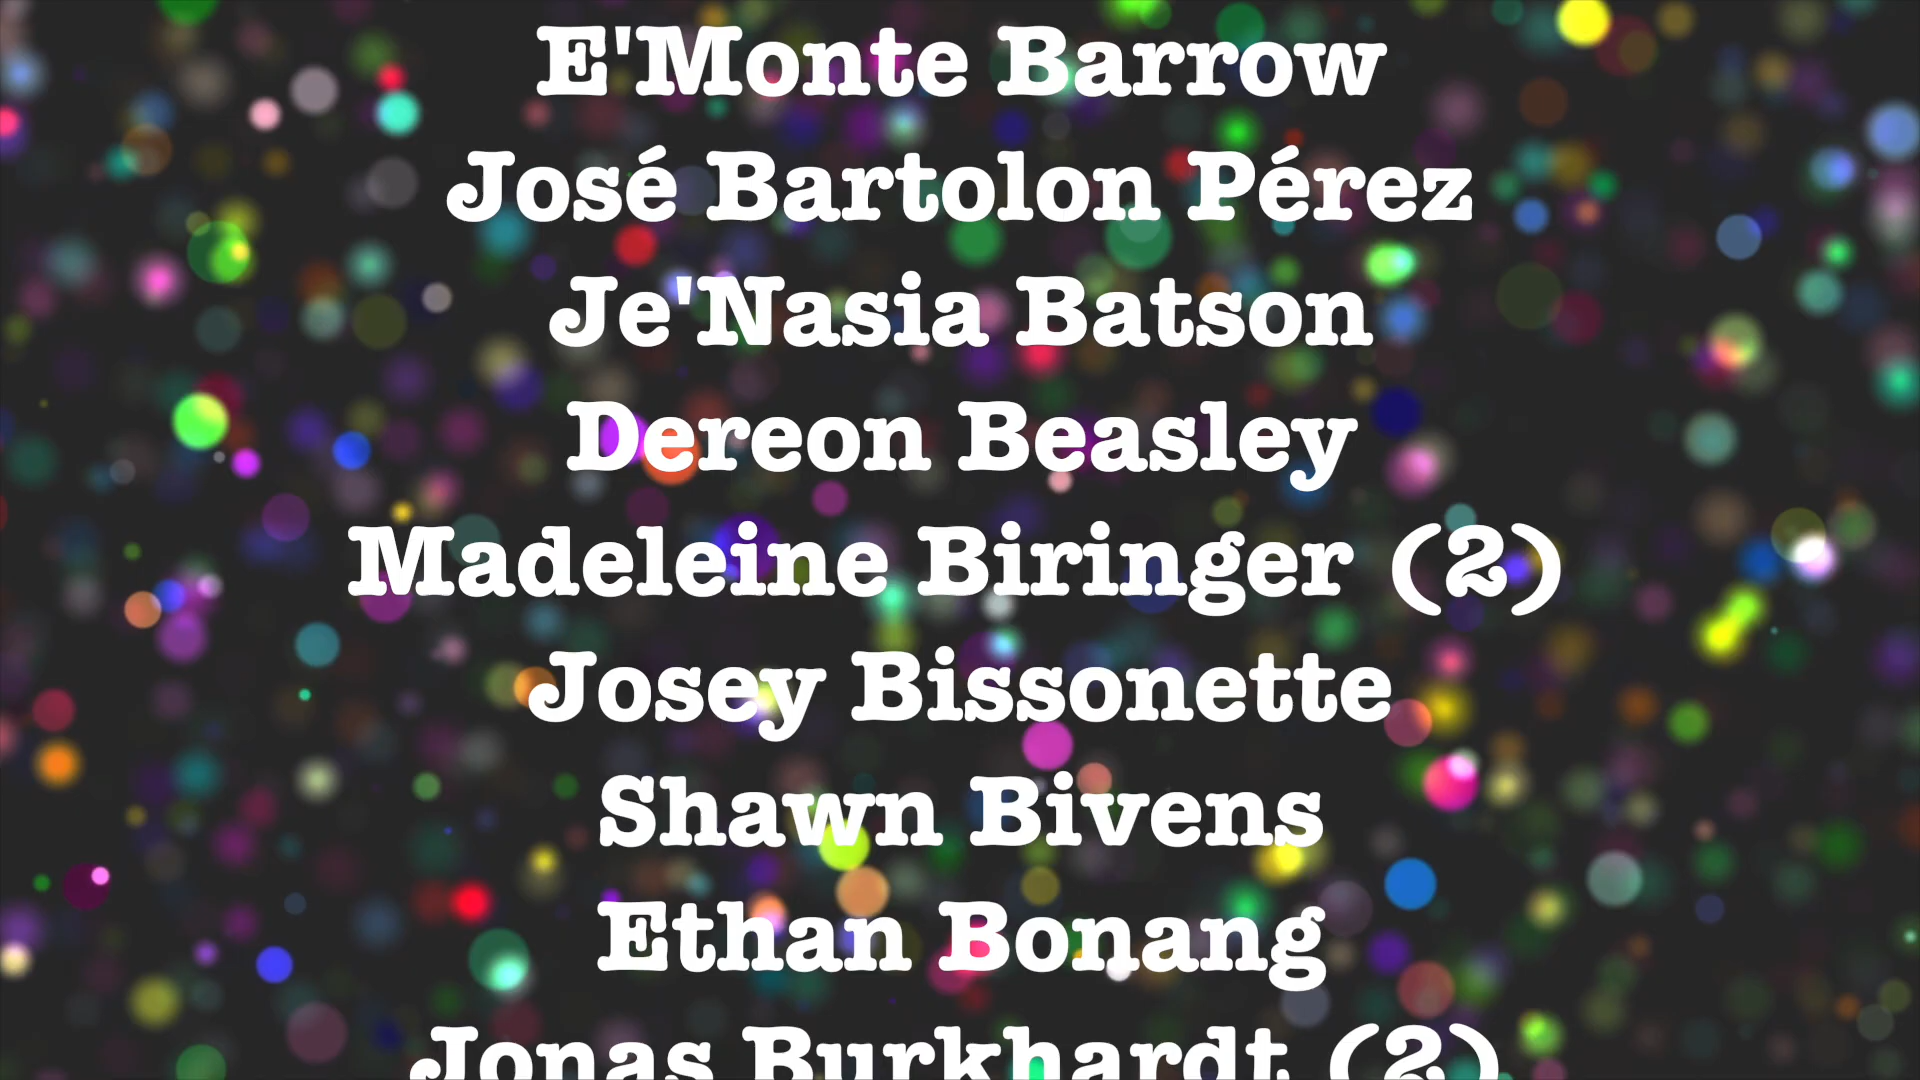 E'Monte Barrow
José Bartolon Pérez
Je'Nasia Batson
Dereon Beasley
Madeleine Biringer (2)
Josey Bissonette
Shawn Bivens
Ethan Bonang
Jonas Burkhardt (2)